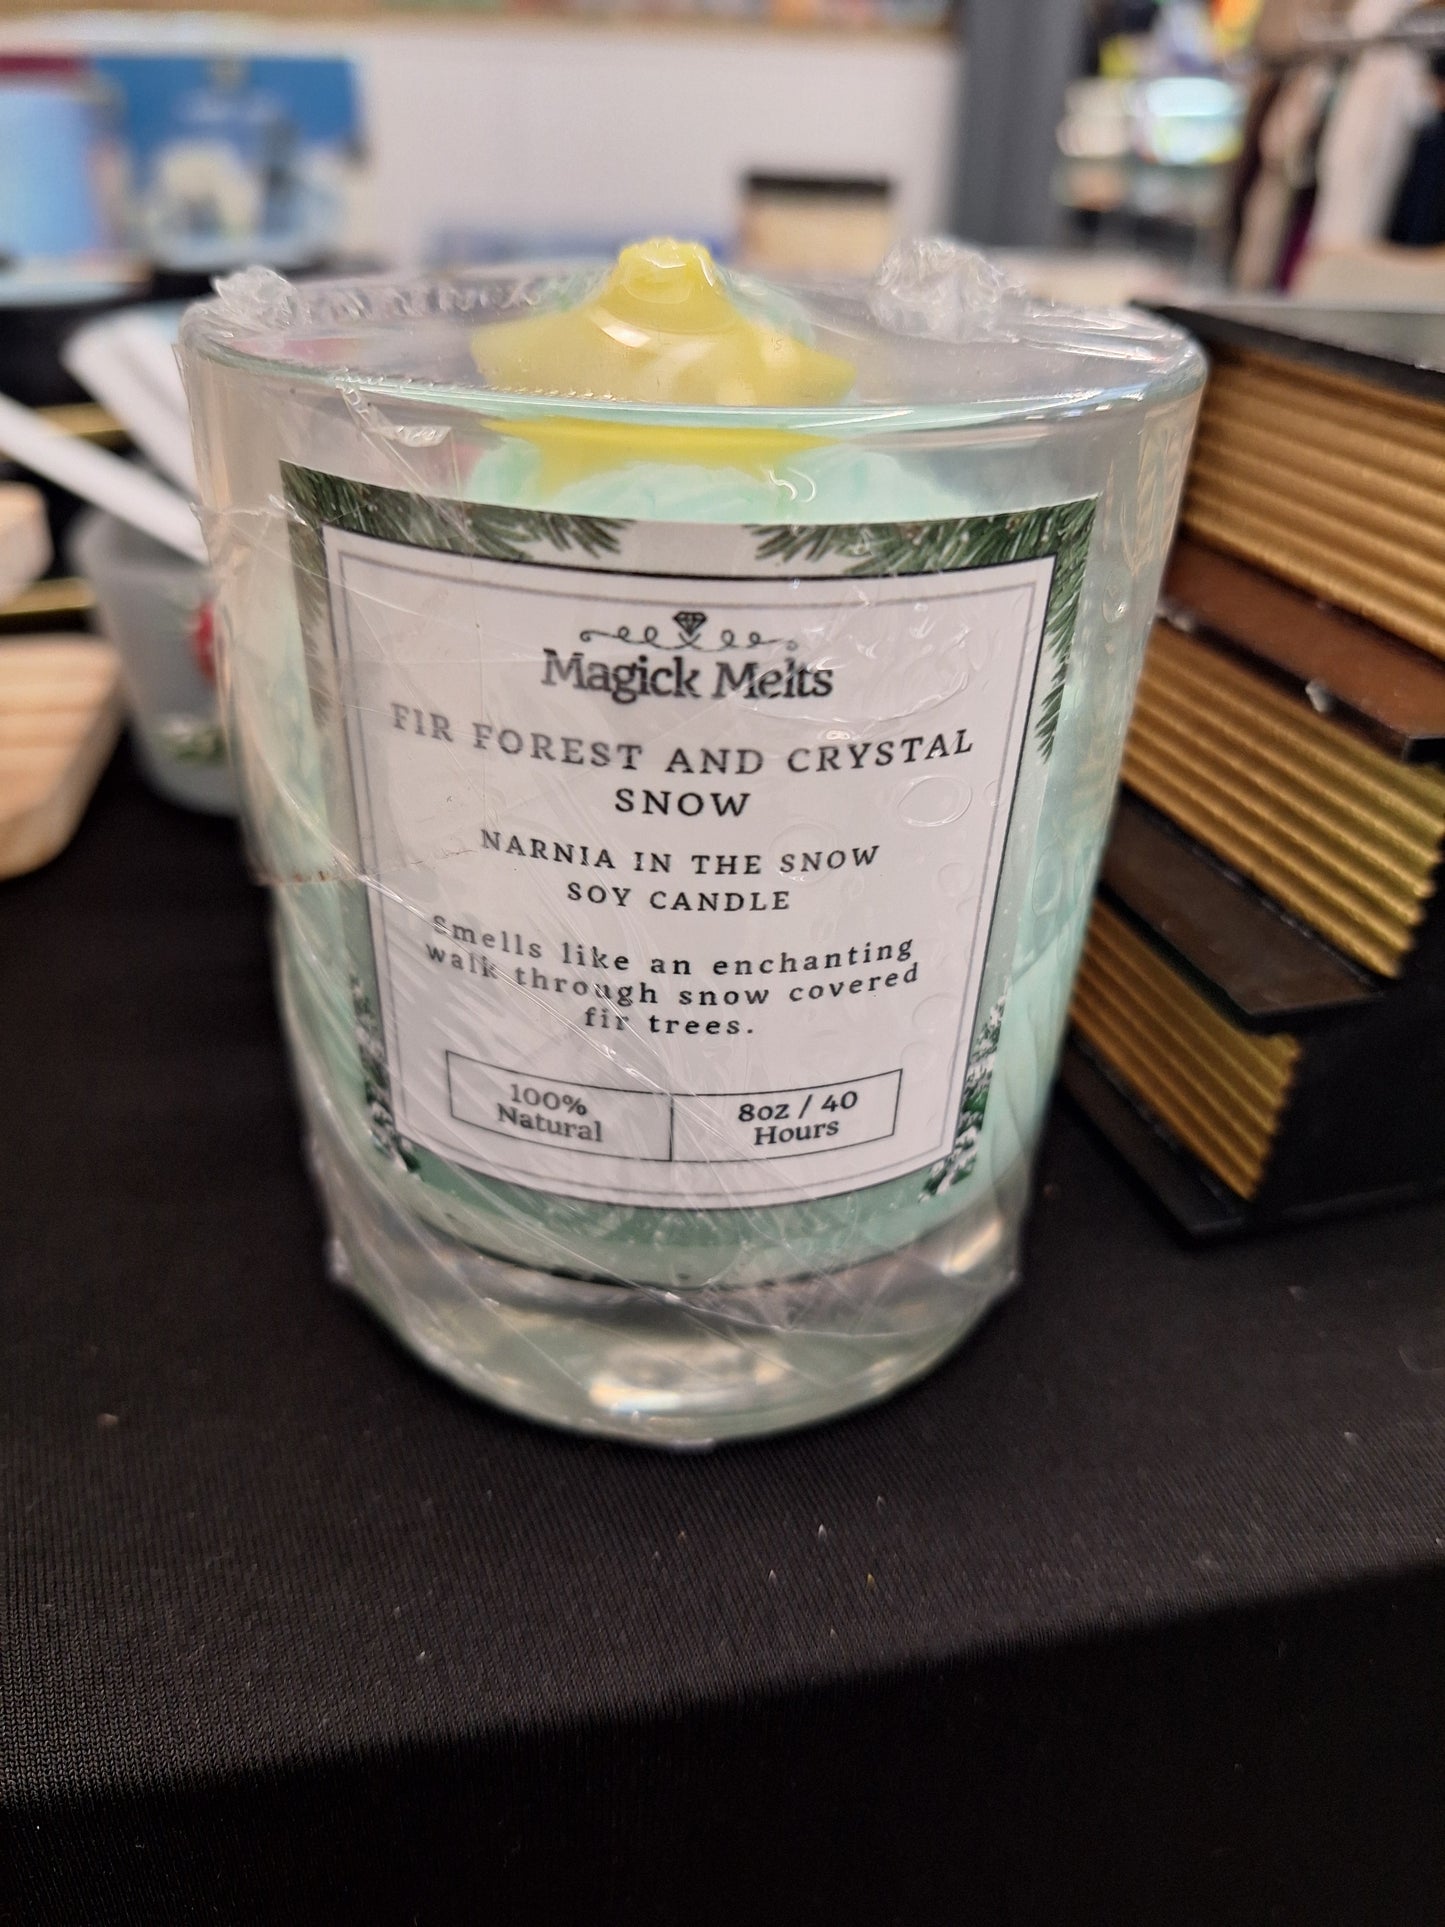 Magick Melts
FIR FOREST AND CRYSTAL
SNOW
NARNIA IN THE SNOW
SOY CANDLE
Smells like an enchanting
walk through snow covered
fir trees.
100%
Natural
8oz / 40
Hours